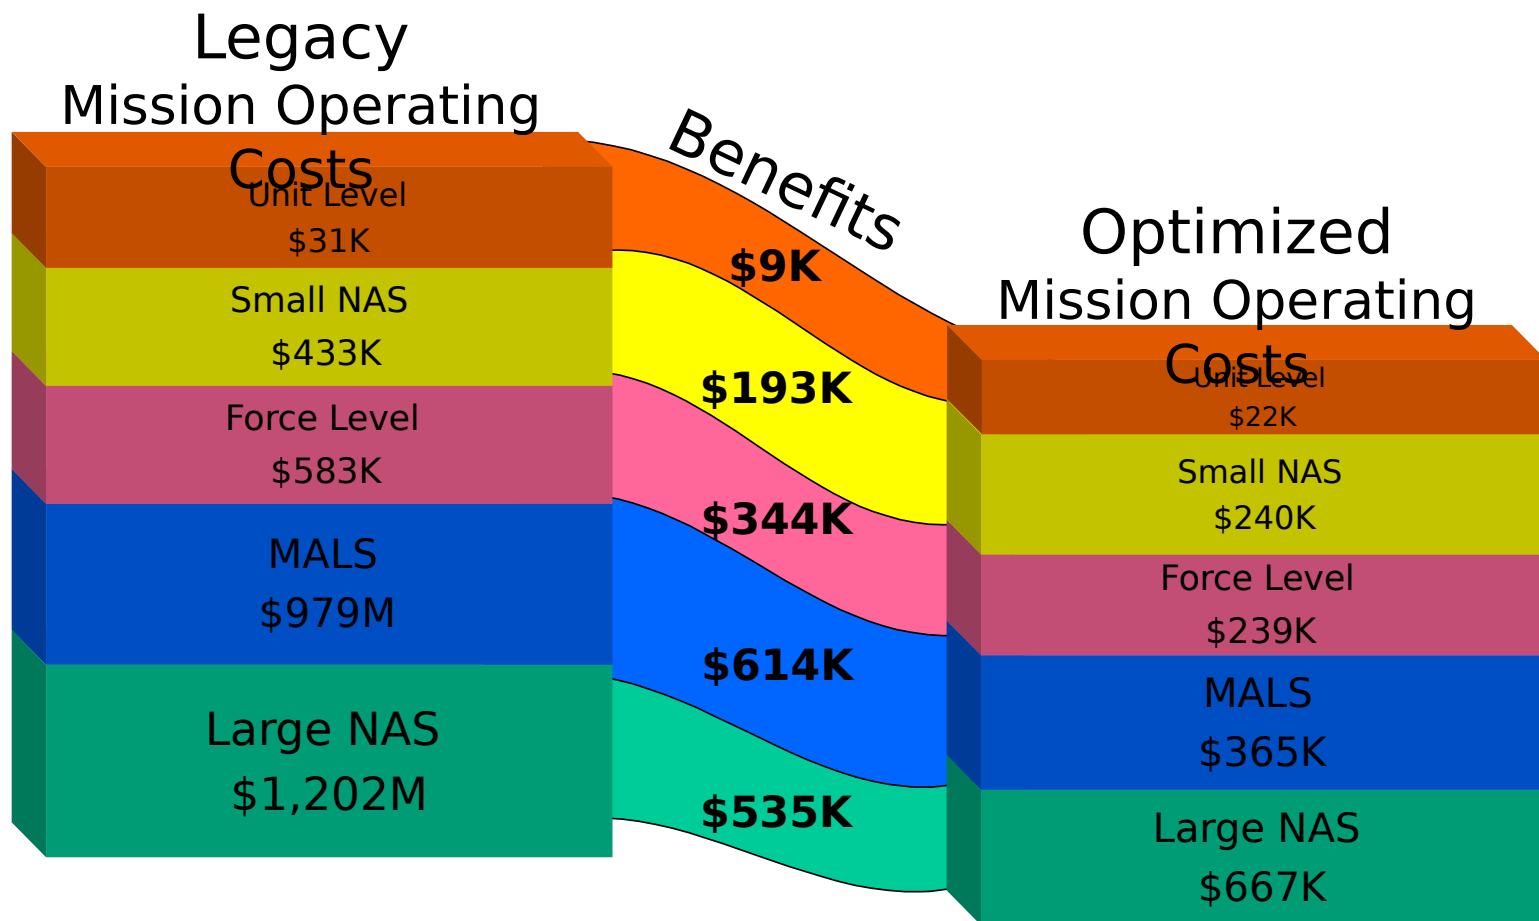 Legacy
Mission Operating
Costs
Unit Level
$31K
Small NAS
$433K
Force Level
$583K
MALS
$979M
Large NAS
$1,202M
Benefits
$9K
$193K
$344K
$614K
$535K
Optimized
Mission Operating
Costs
Unit Level
$22K
Small NAS
$240K
Force Level
$239K
MALS
$365K
Large NAS
$667K